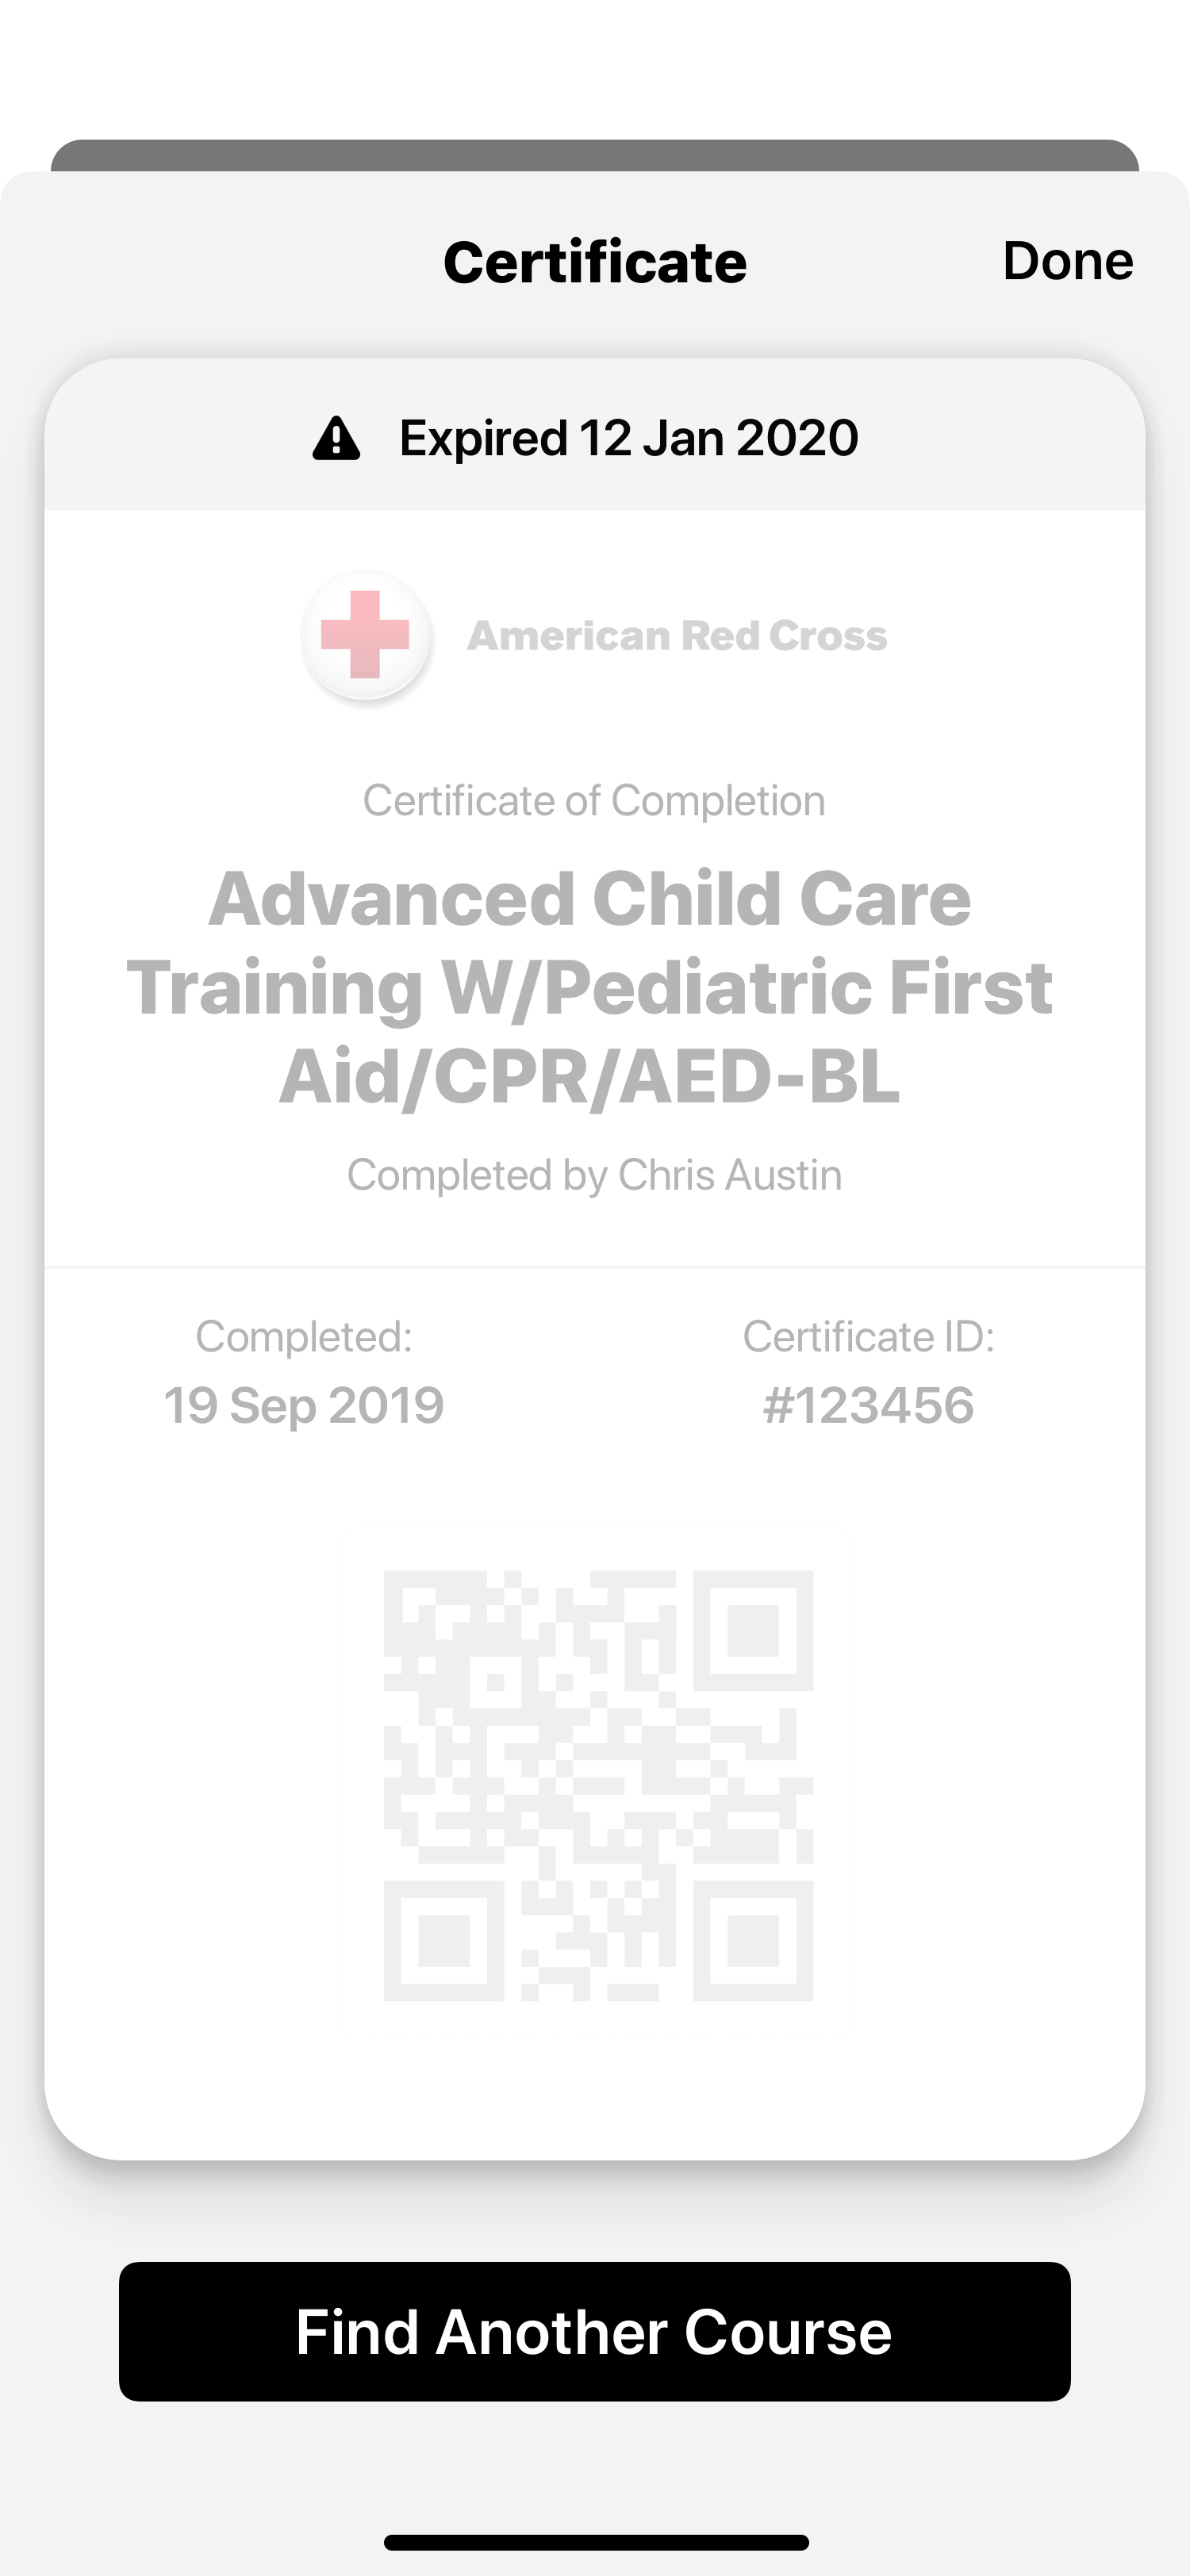 Certificate
Done
Expired 12 Jan 2020
American Red Cross
Certificate of Completion
Advanced Child Care
Training W/Pediatric First
Aid/CPR/AED-BL
Completed by Chris Austin
Completed:
19 Sep 2019
Certificate ID:
#123456
Find Another Course